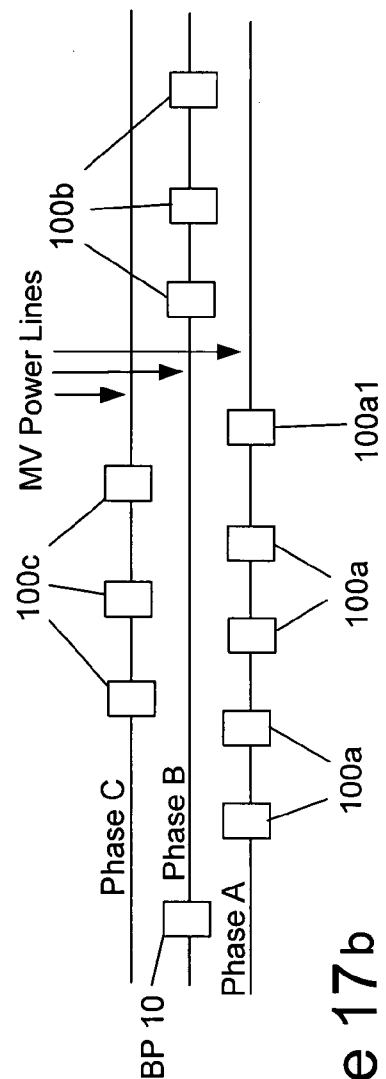 100c
MV Power Lines
100b
Phase C
BP 10
Phase B
Phase A
100a
100a
100a1
e 17b